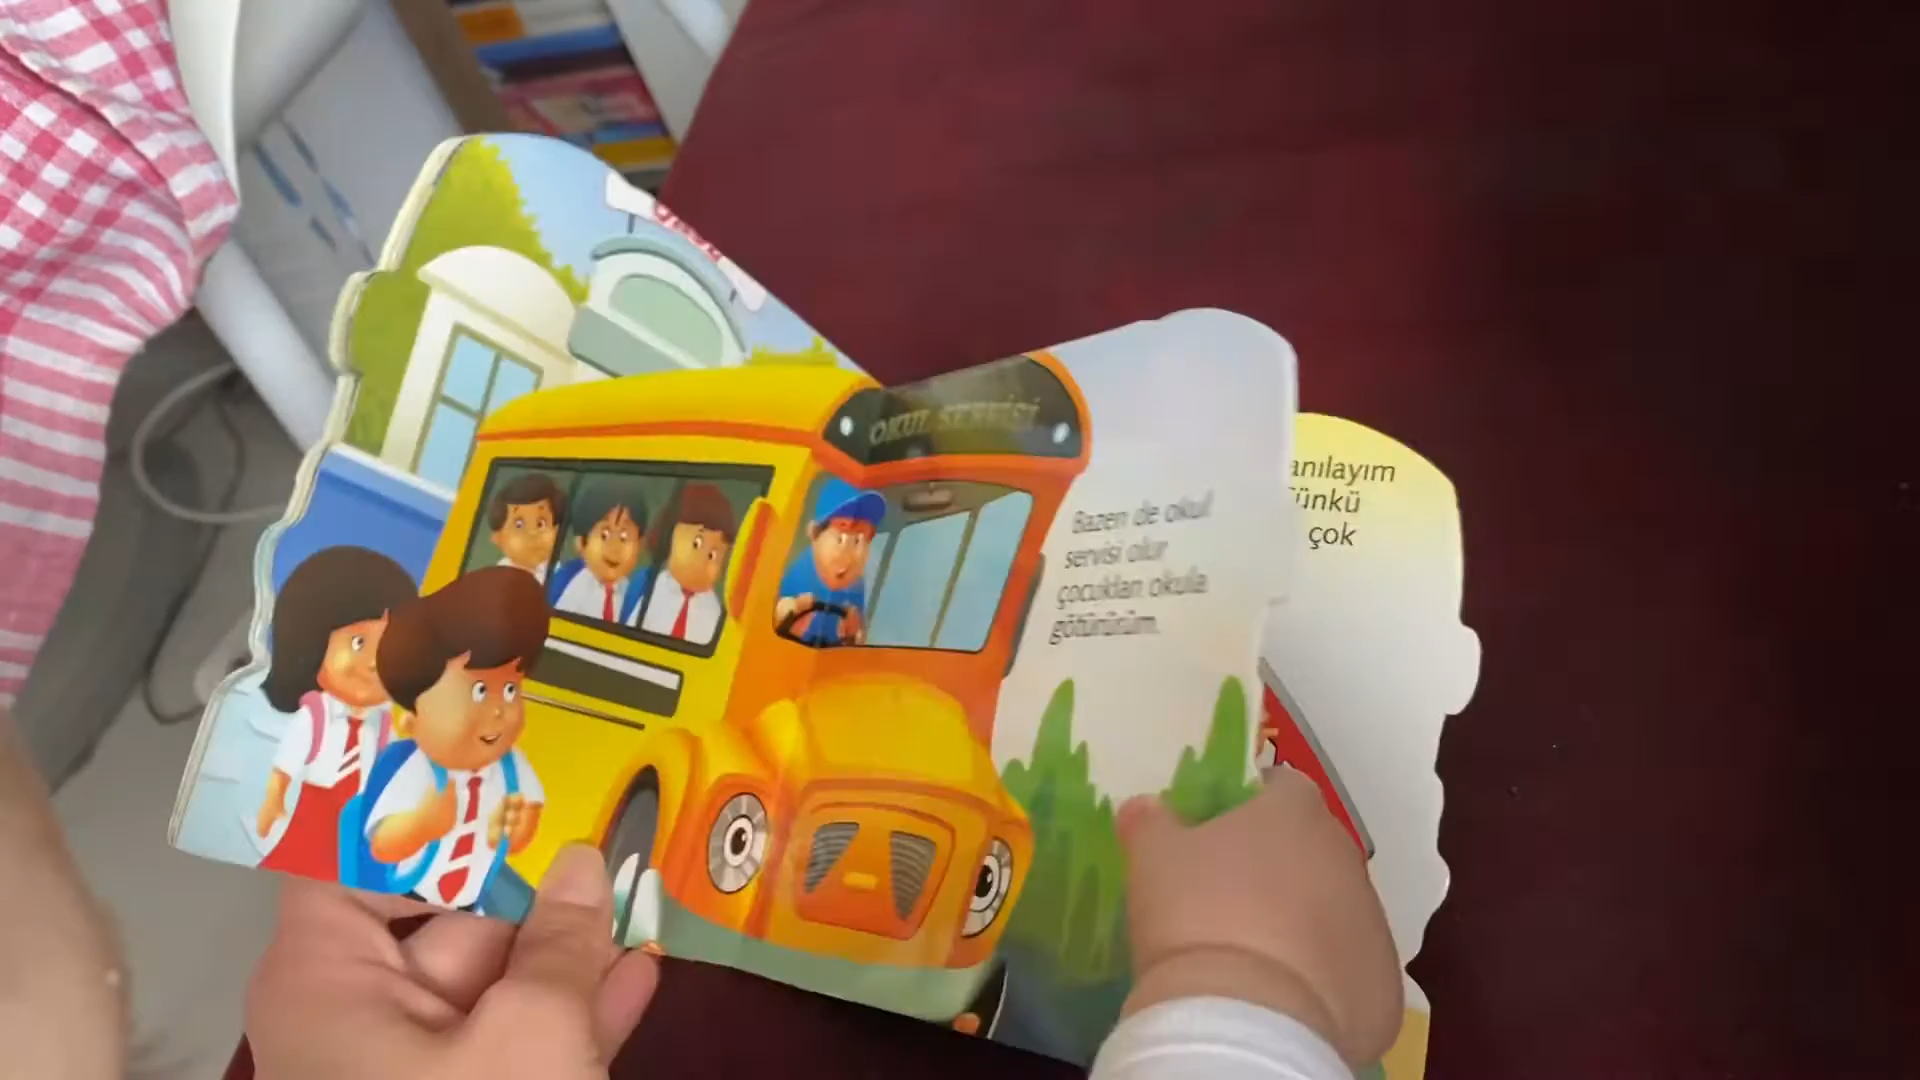 OKUL SERVİSİ
Bazen de okul
servisi olur
çocukları okula
götürürüm.
anılayım
ünkü
çok